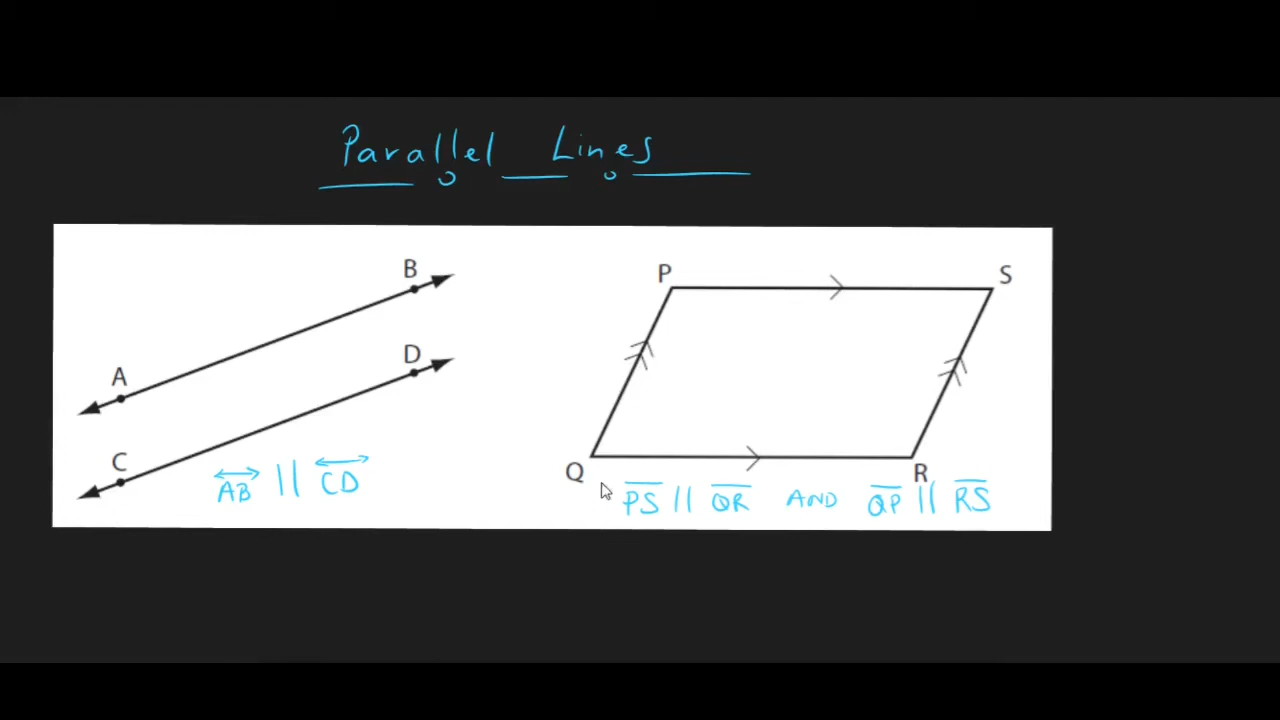 Parallel Lines
B
P
S
D
A
C
Q
R
AB || CD
PS || QR AND QP || RS